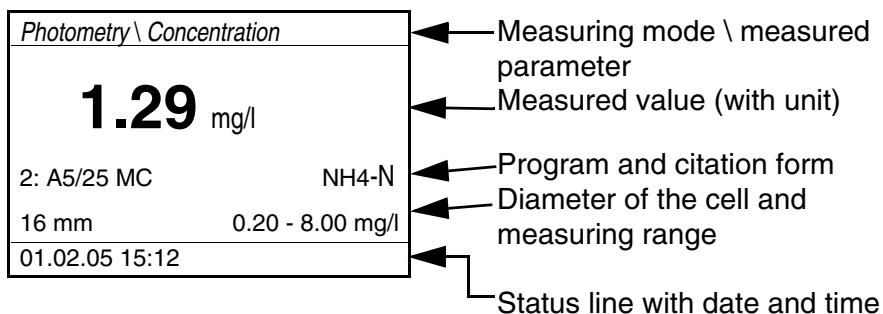 Photometry \ Concentration
1.29 mg/l
2: A5/25 MC NH4-N
16 mm 0.20 - 8.00 mg/l
01.02.05 15:12
Measuring mode \ measured
parameter
Measured value (with unit)
Program and citation form
Diameter of the cell and
measuring range
Status line with date and time